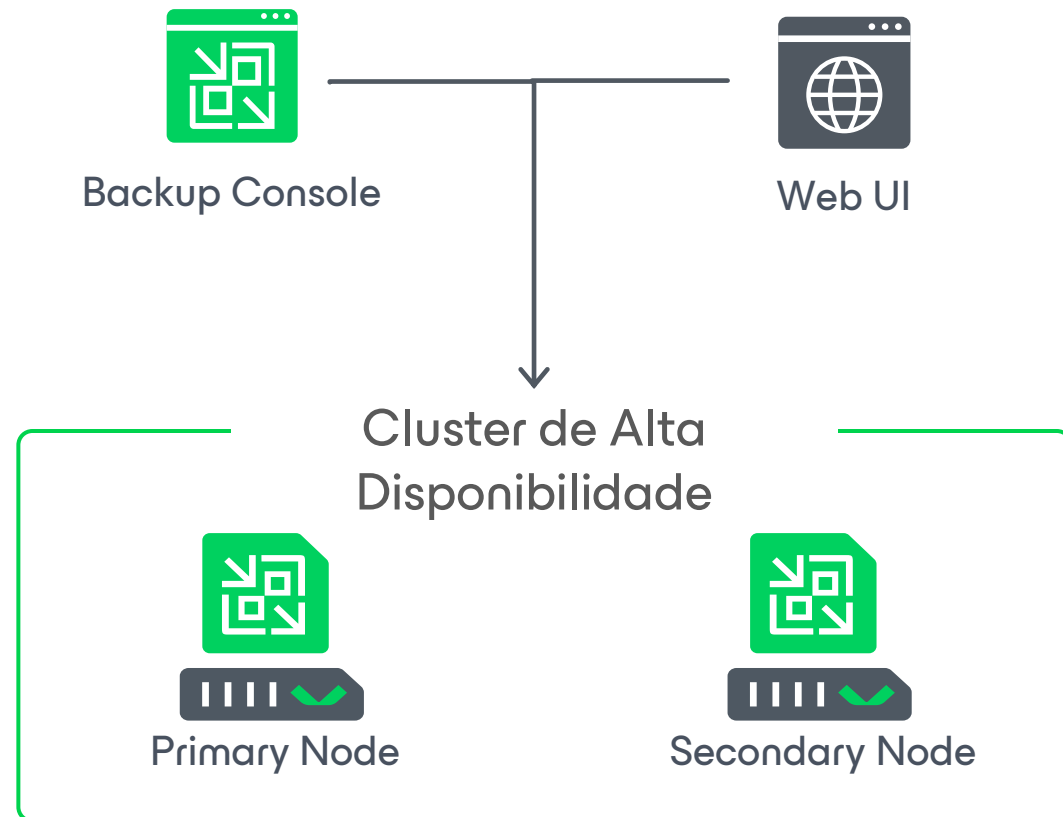 Backup Console
Web UI
Cluster de Alta
Disponibilidade
Primary Node
Secondary Node